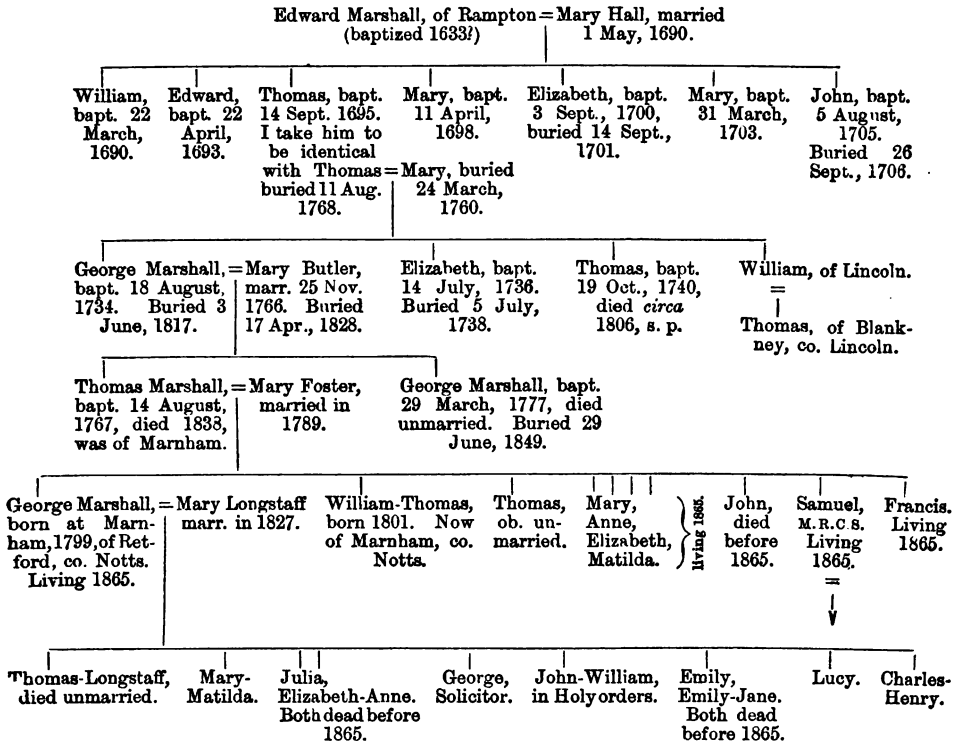 Edward Marshall, of Rampton = Mary Hall, married
(baptized 1633?) 1 May, 1690.
William,
bapt. 22
March,
1690.
Edward,
bapt. 22
April,
1693.
Thomas, bapt.
14 Sept. 1695.
I take him to
be identical
with Thomas = Mary, buried
buried 11 Aug. 24 March,
1768. 1760.
Mary, bapt.
11 April,
1698.
Elizabeth, bapt.
3 Sept., 1700,
buried 14 Sept.,
1701.
Mary, bapt.
31 March,
1703.
John, bapt.
5 August,
1705.
Buried 26
Sept., 1706.
George Marshall, = Mary Butler,
bapt. 18 August, marr. 25 Nov.
1734. Buried 3 1766. Buried
June, 1817. 17 Apr., 1828.
Elizabeth, bapt.
14 July, 1736.
Buried 5 July,
1738.
Thomas, bapt.
19 Oct., 1740,
died circa
1806, s. p.
William, of Lincoln.
=
Thomas, of Blank-
ney, co. Lincoln.
Thomas Marshall, = Mary Foster,
bapt. 14 August, married in
1767, died 1838, 1789.
was of Marnham.
George Marshall, bapt.
29 March, 1777, died
unmarried. Buried 29
June, 1849.
George Marshall, = Mary Longstaff
born at Marn- marr. in 1827.
ham, 1799, of Ret-
ford, co. Notts.
Living 1865.
William-Thomas,
born 1801. Now
of Marnham, co.
Notts.
Thomas,
ob. un-
married.
Mary,
Anne,
Elizabeth,
Matilda.
living 1865.
John,
died
before
1865.
Samuel,
M.R.C.S.
Living
1865.
=
Francis.
Living
1865.
Thomas-Longstaff,
died unmarried.
Mary-
Matilda.
Julia,
Elizabeth-Anne.
Both dead before
1865.
George,
Solicitor.
John-William,
in Holy orders.
Emily,
Emily-Jane.
Both dead
before 1865.
Lucy.
Charles-
Henry.